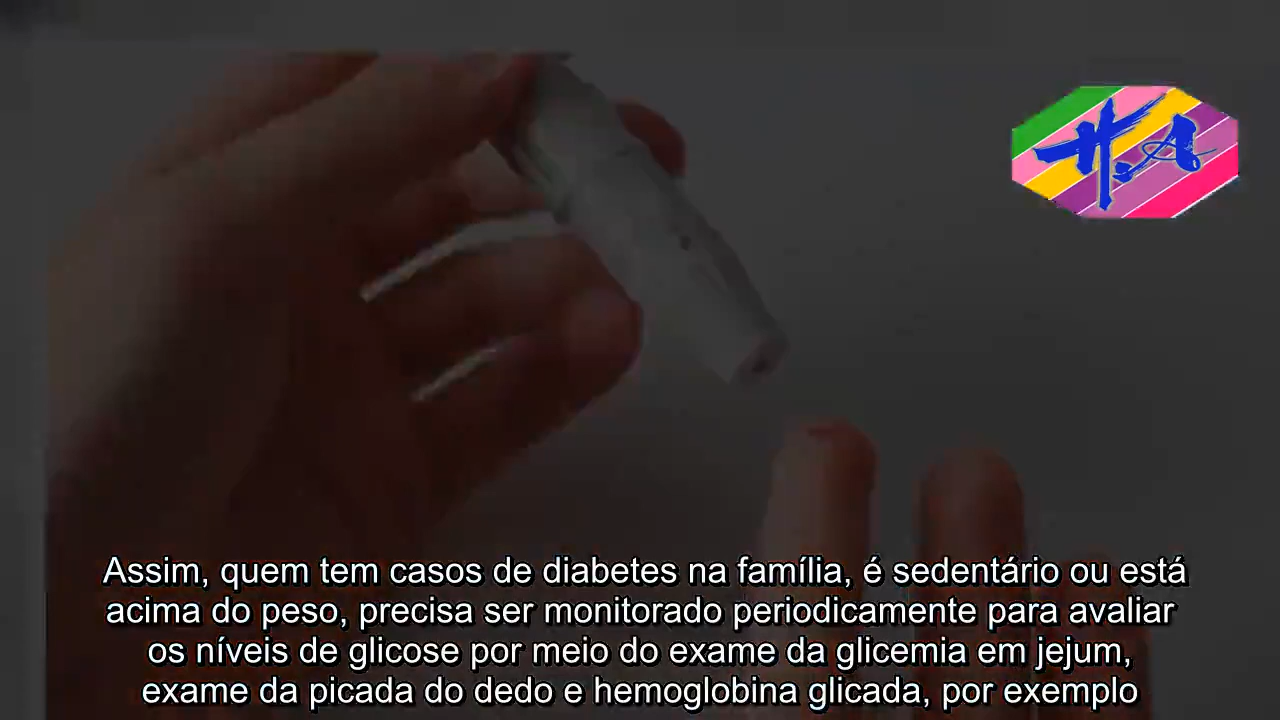 H.A
Assim, quem tem casos de diabetes na família, é sedentário ou está
acima do peso, precisa ser monitorado periodicamente para avaliar
os níveis de glicose por meio do exame da glicemia em jejum,
exame da picada do dedo e hemoglobina glicada, por exemplo